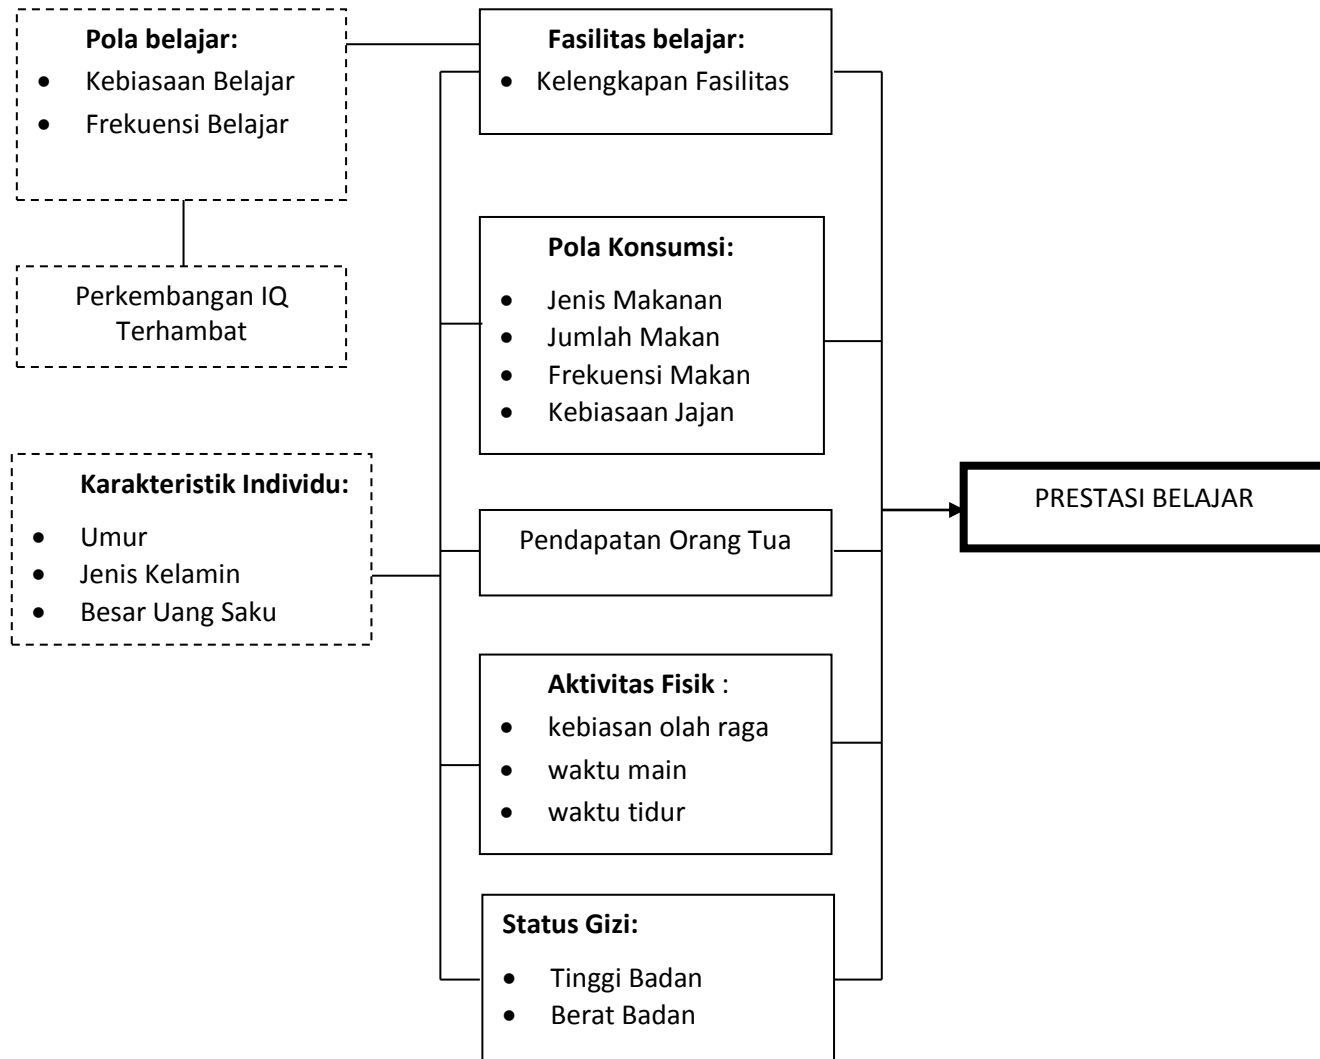 Pola belajar:
• Kebiasaan Belajar
• Frekuensi Belajar
Perkembangan IQ
Terhambat
Karakteristik Individu:
• Umur
• Jenis Kelamin
• Besar Uang Saku
Fasilitas belajar:
• Kelengkapan Fasilitas
Pola Konsumsi:
• Jenis Makanan
• Jumlah Makan
• Frekuensi Makan
• Kebiasaan Jajan
Pendapatan Orang Tua
Aktivitas Fisik :
• kebiasan olah raga
• waktu main
• waktu tidur
Status Gizi:
• Tinggi Badan
• Berat Badan
PRESTASI BELAJAR